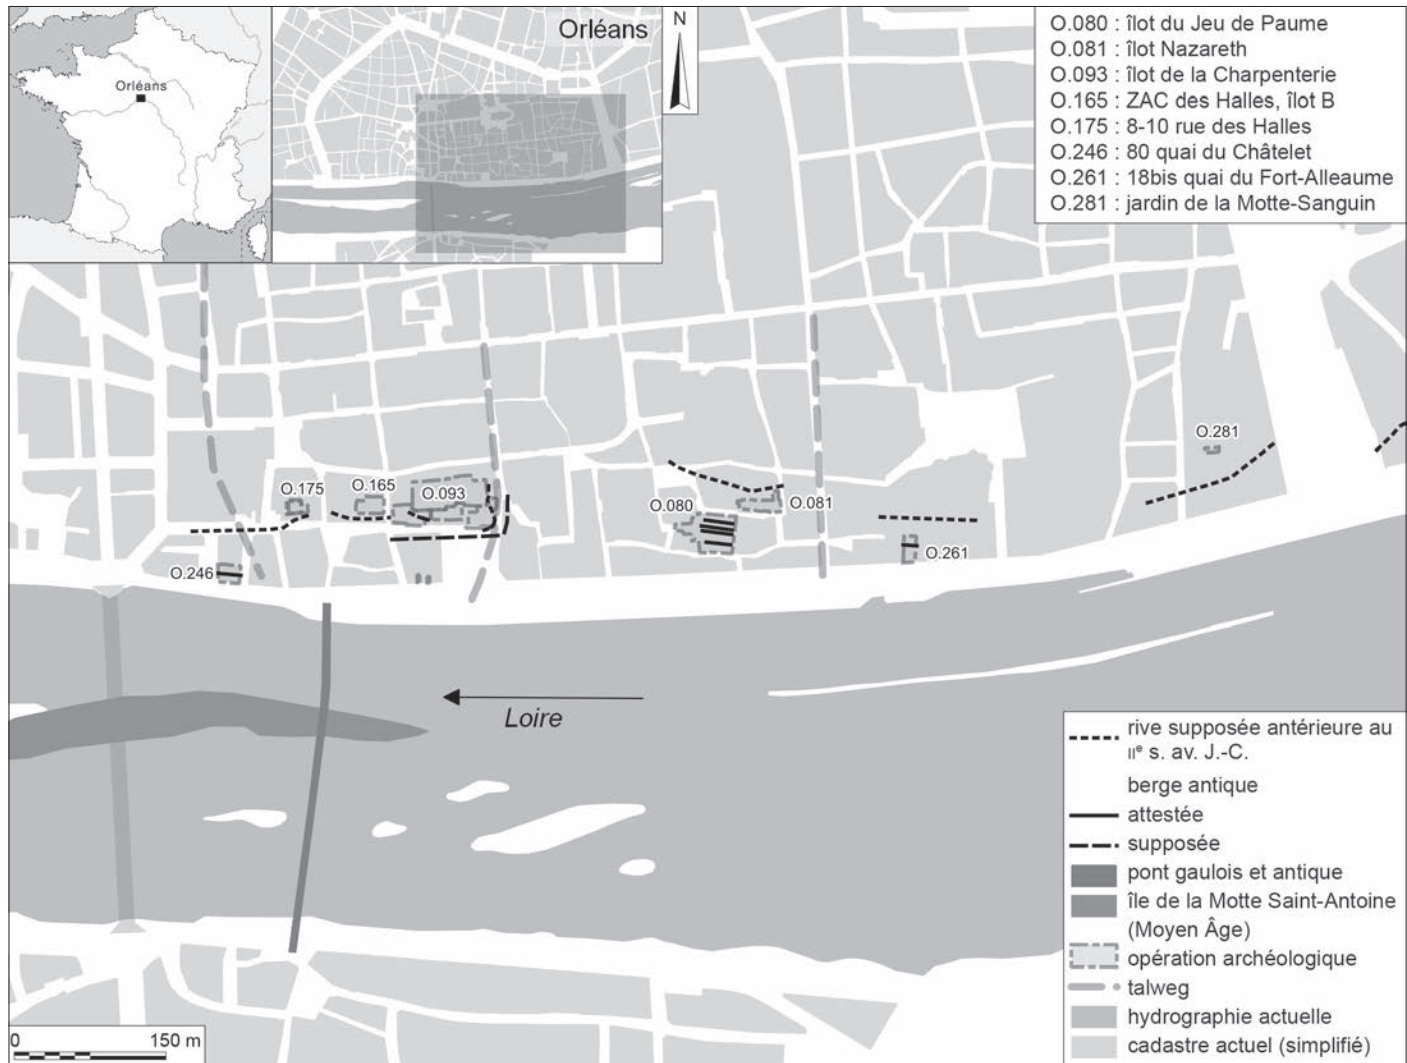 Orléans
Orléans
N
O.080 : îlot du Jeu de Paume
O.081 : îlot Nazareth
O.093 : îlot de la Charpenterie
O.165 : ZAC des Halles, îlot B
O.175 : 8-10 rue des Halles
O.246 : 80 quai du Châtelet
O.261 : 18bis quai du Fort-Alleaume
O.281 : jardin de la Motte-Sanguin
O.281
O.175
O.165
O.093
O.080
O.081
O.246
O.261
Loire
rive supposée antérieure au
IIe s. av. J.-C.
berge antique
attestée
supposée
pont gaulois et antique
île de la Motte Saint-Antoine
(Moyen Âge)
opération archéologique
talweg
hydrographie actuelle
cadastre actuel (simplifié)
0 150 m